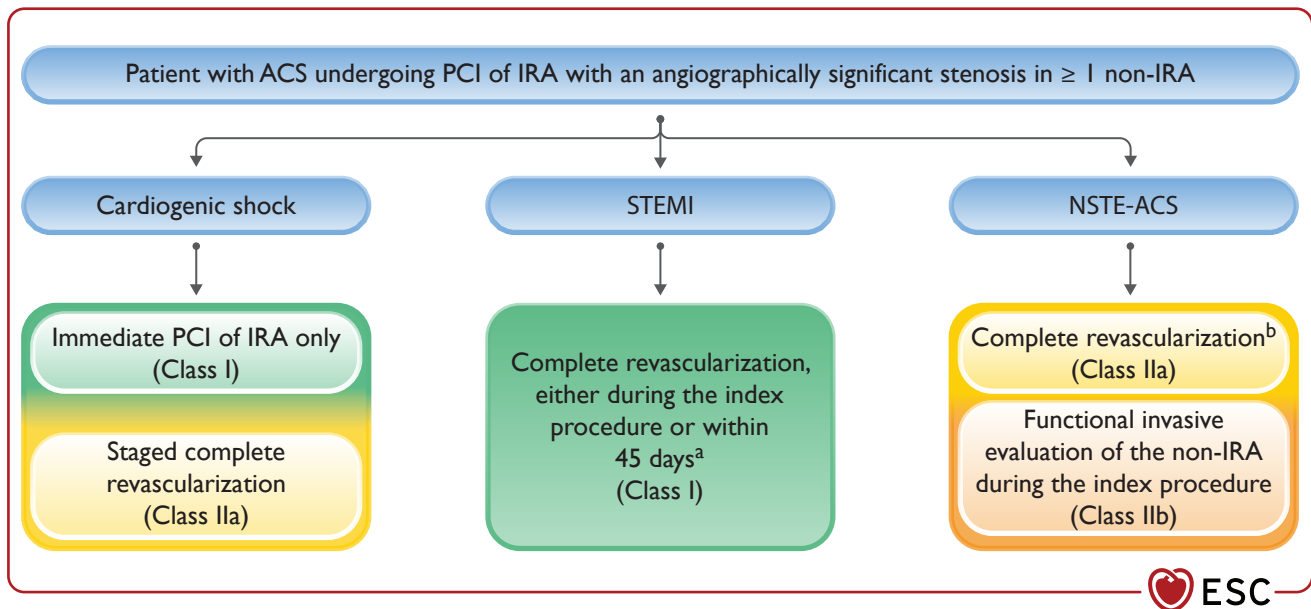 Patient with ACS undergoing PCI of IRA with an angiographically significant stenosis in ≥ 1 non-IRA
Cardiogenic shock
STEMI
NSTE-ACS
Immediate PCI of IRA only
(Class I)
Staged complete
revascularization
(Class IIa)
Complete revascularization,
either during the index
procedure or within
45 days^a
(Class I)
Complete revascularization^b
(Class IIa)
Functional invasive
evaluation of the non-IRA
during the index procedure
(Class IIb)
ESC